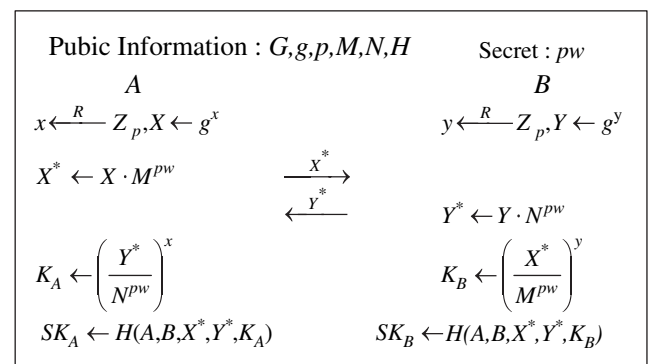 Pubic Information : G,g,p,M,N,H Secret : pw
A B
x ←R Z_p, X ← g^x y ←R Z_p, Y ← g^y
X* ← X · M^pw X* →
Y* ← Y* ← Y · N^pw
K_A ← (Y* / N^pw)^x K_B ← (X* / M^pw)^y
SK_A ← H(A,B,X*,Y*,K_A) SK_B ← H(A,B,X*,Y*,K_B)